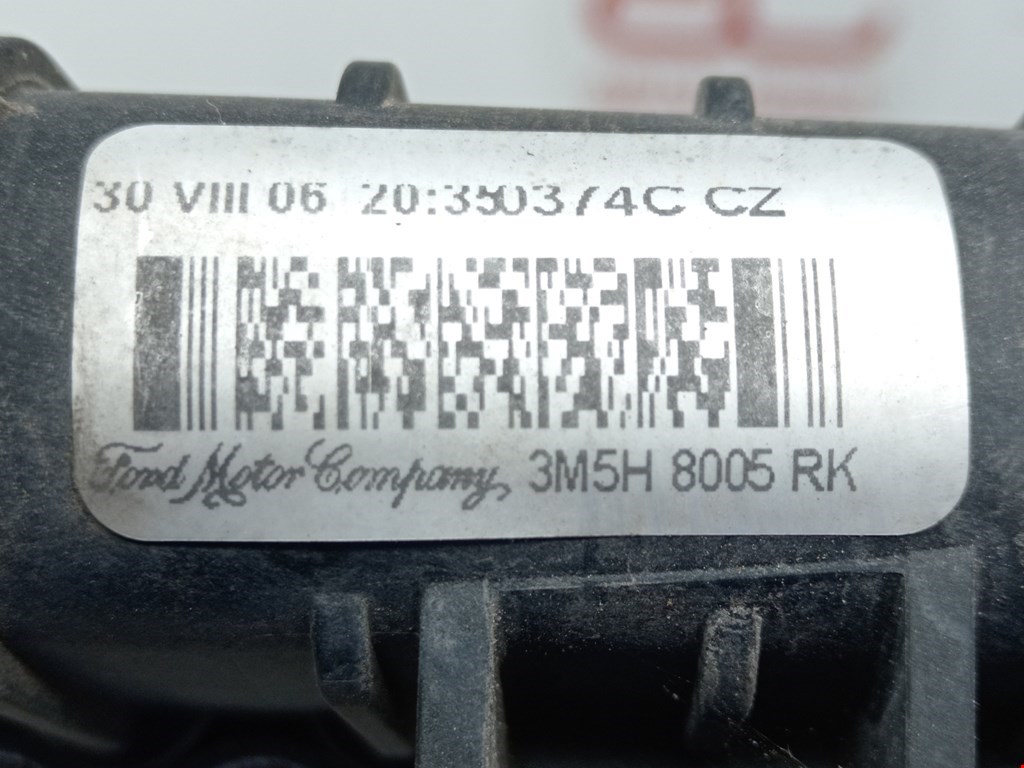 30 VIII 06 20:350374C CZ
Ford Motor Company, 3M5H 8005 RK